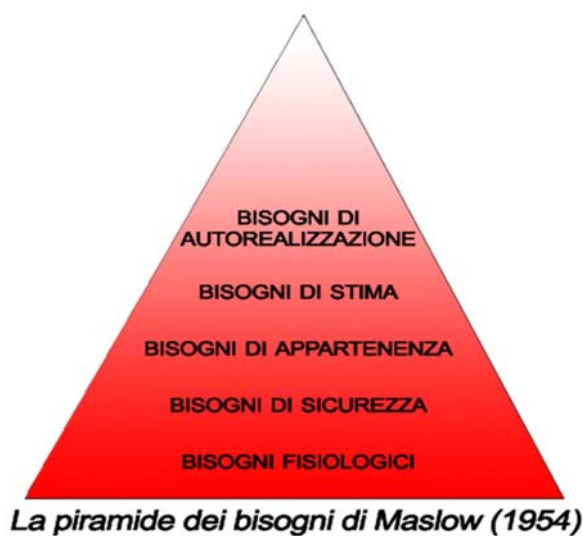 BISOGNI DI
AUTOREALIZZAZIONE
BISOGNI DI STIMA
BISOGNI DI APPARTENENZA
BISOGNI DI SICUREZZA
BISOGNI FISIOLOGICI
La piramide dei bisogni di Maslow (1954)